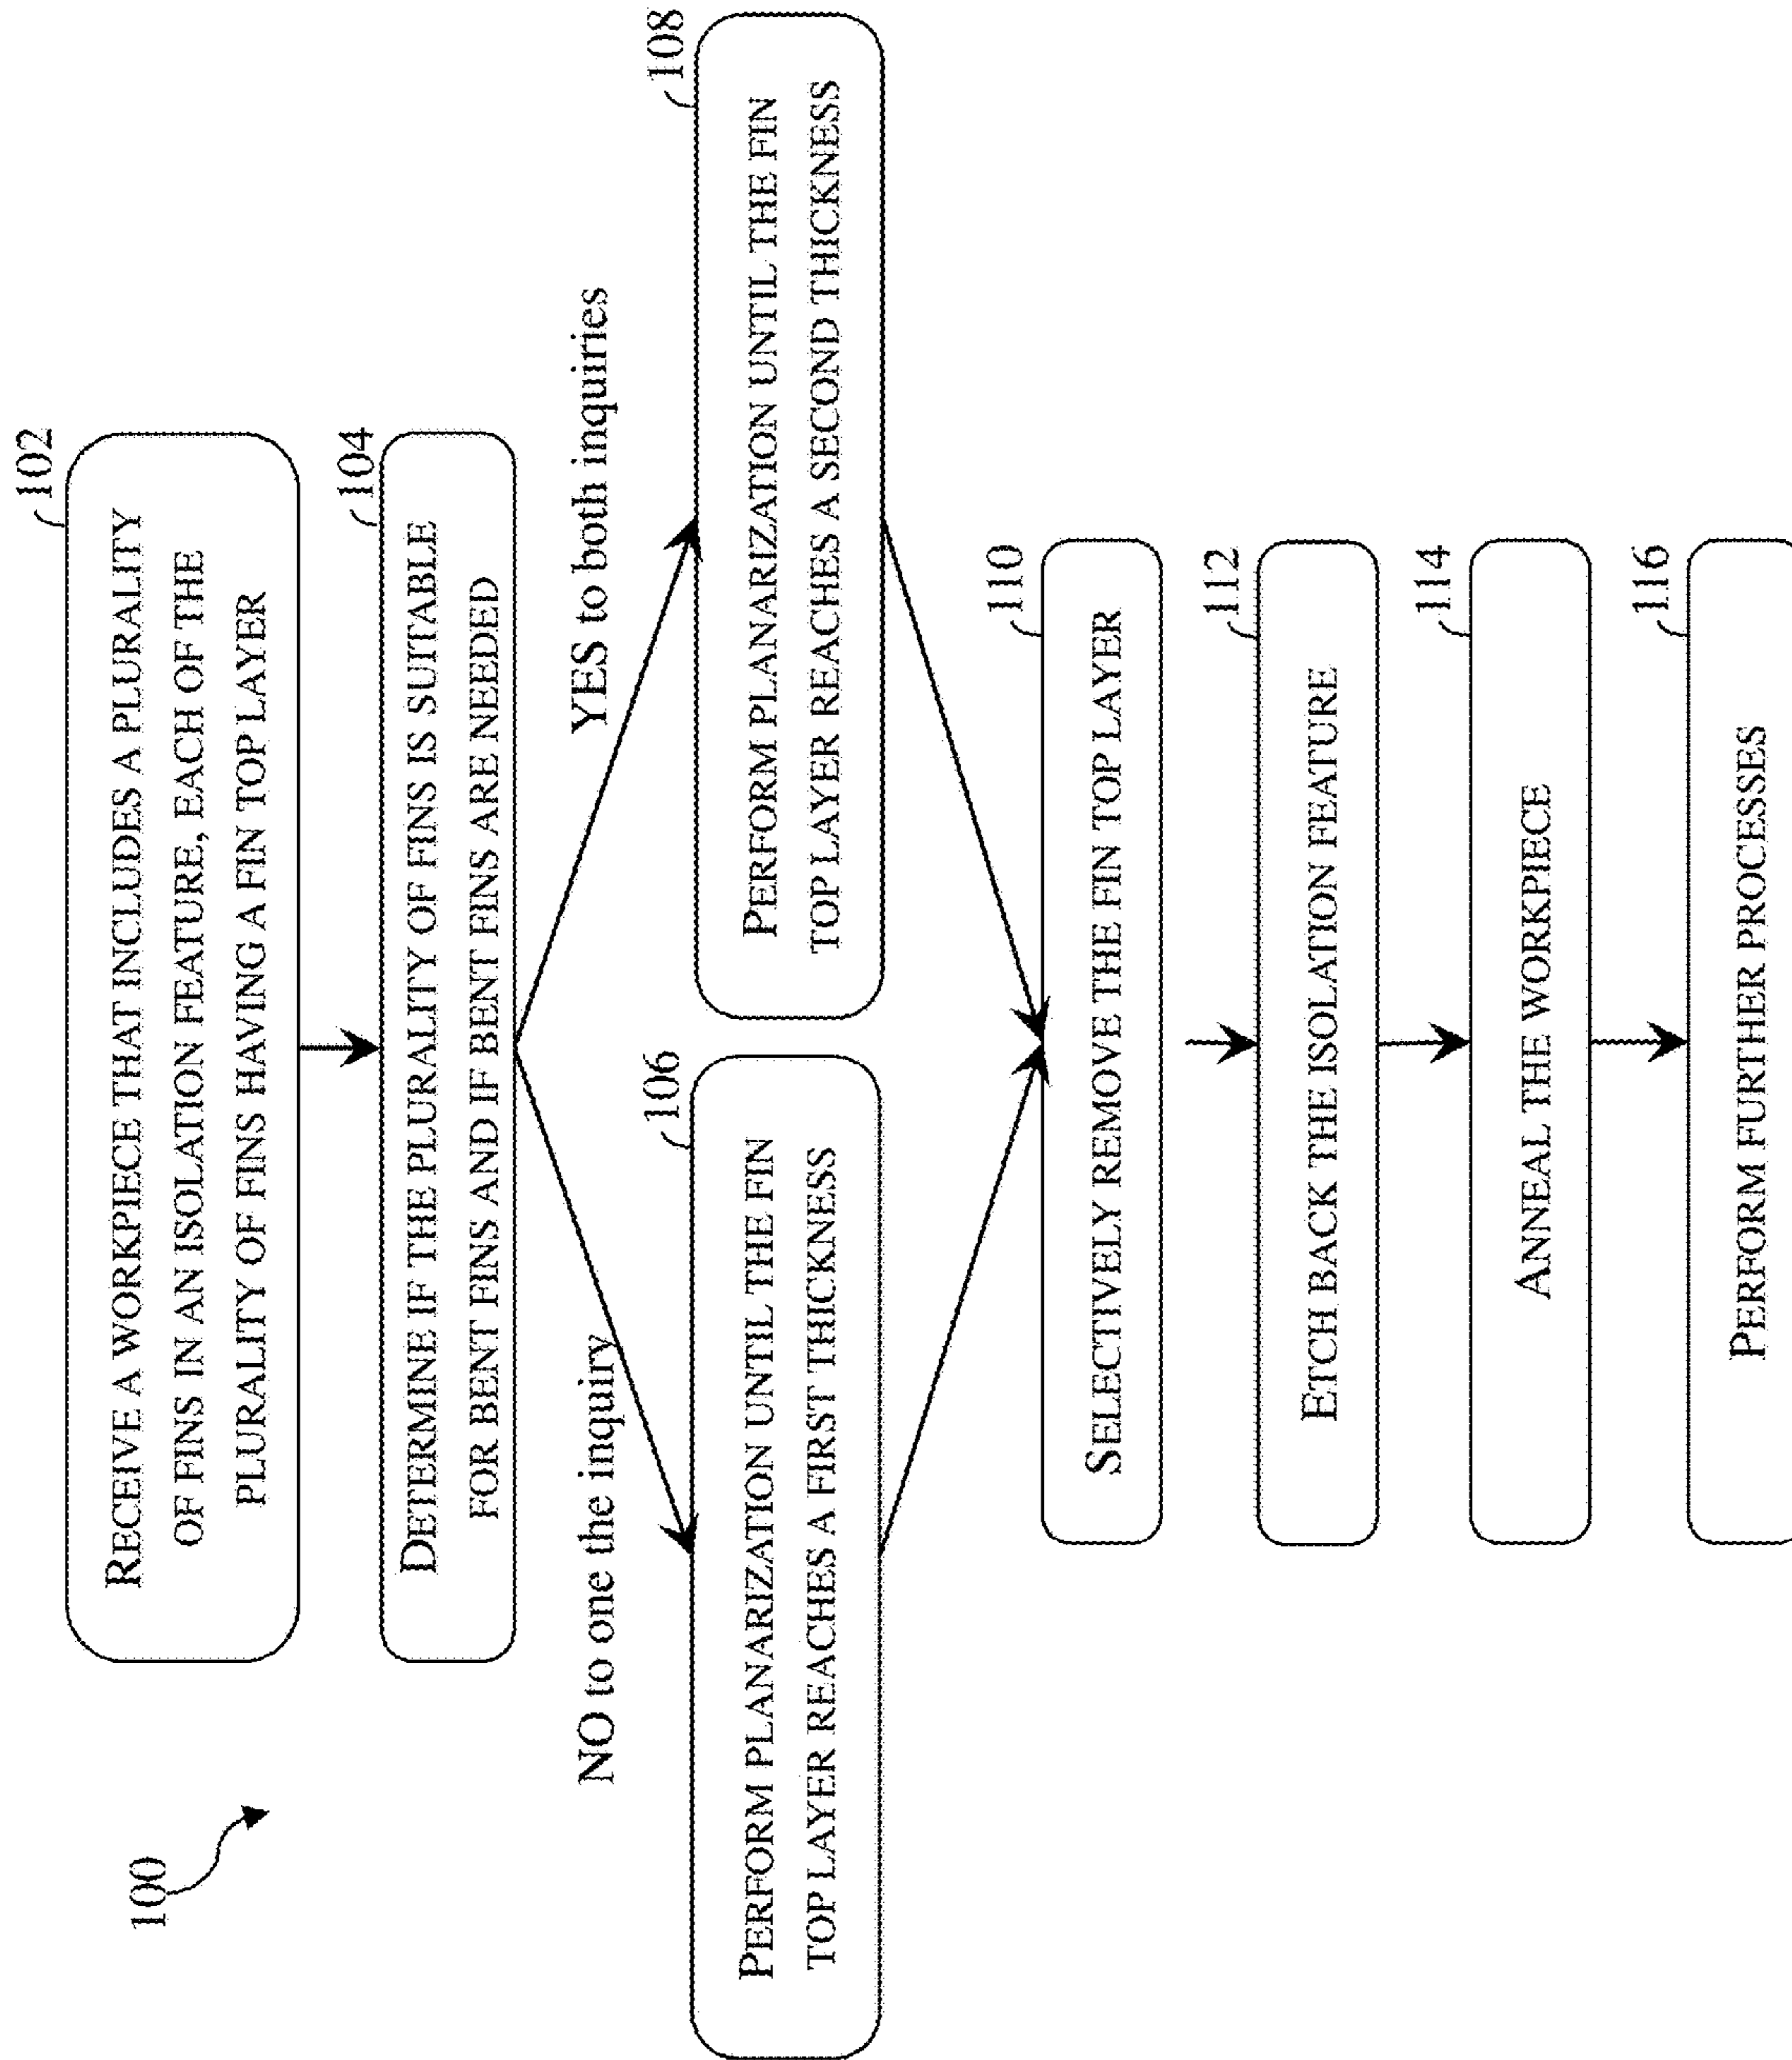 100
102
RECEIVE A WORKPIECE THAT INCLUDES A PLURALITY
OF FINS IN AN ISOLATION FEATURE, EACH OF THE
PLURALITY OF FINS HAVING A FIN TOP LAYER
104
DETERMINE IF THE PLURALITY OF FINS IS SUITABLE
FOR BENT FINS AND IF BENT FINS ARE NEEDED
NO to one the inquiry
YES to both inquiries
106
PERFORM PLANARIZATION UNTIL THE FIN
TOP LAYER REACHES A FIRST THICKNESS
108
PERFORM PLANARIZATION UNTIL THE FIN
TOP LAYER REACHES A SECOND THICKNESS
110
SELECTIVELY REMOVE THE FIN TOP LAYER
112
ETCH BACK THE ISOLATION FEATURE
114
ANNEAL THE WORKPIECE
116
PERFORM FURTHER PROCESSES